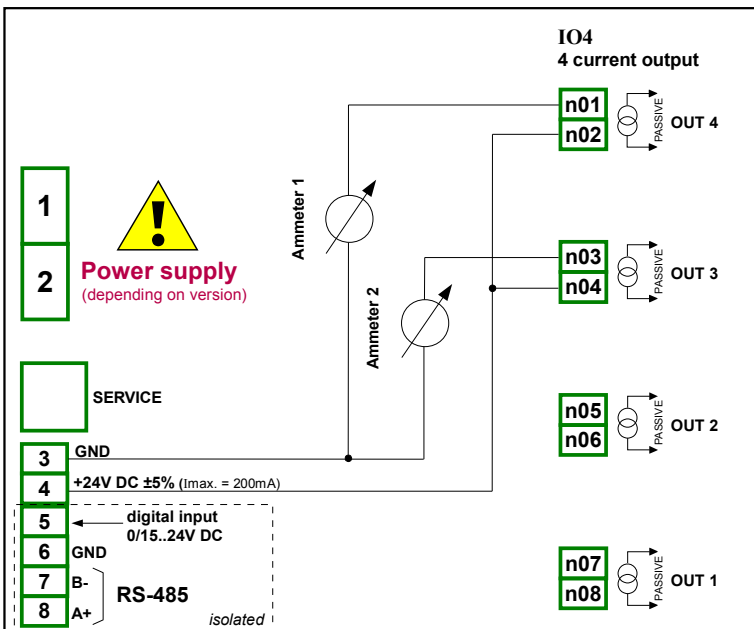 IO4
4 current output
n01
n02
PASSIVE
OUT 4
Ammeter 1
1
2
!
Power supply
(depending on version)
n03
n04
PASSIVE
OUT 3
Ammeter 2
SERVICE
n05
n06
PASSIVE
OUT 2
3 GND
4 +24V DC ±5% (Imax. = 200mA)
5 digital input
0/15..24V DC
6 GND
7 B-
RS-485
8 A+
isolated
n07
n08
PASSIVE
OUT 1